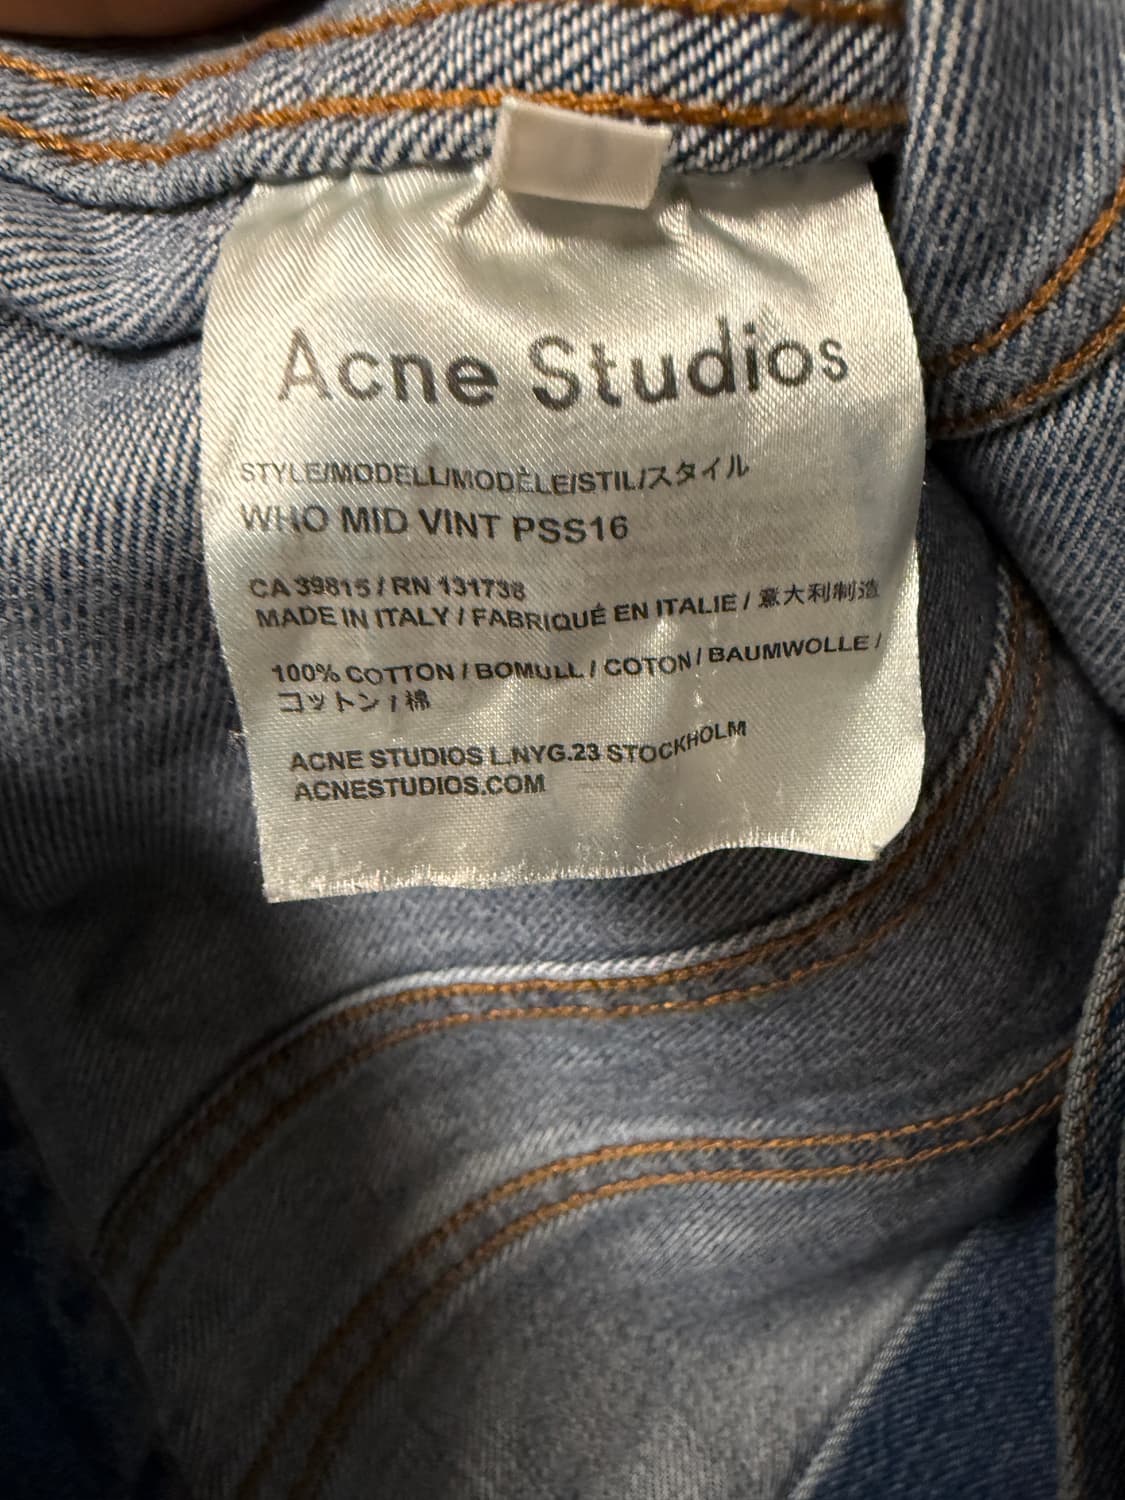 Acne Studios
STYLE/MODELL/MODÈLE/STIL/スタイル
WHO MID VINT PSS16
CA 39815 / RN 131738
MADE IN ITALY / FABRIQUÉ EN ITALIE / 意大利制造
100% COTTON / BOMULL / COTON / BAUMWOLLE /
コットン / 棉
ACNE STUDIOS L.NYG.23 STOCKHOLM
ACNESTUDIOS.COM